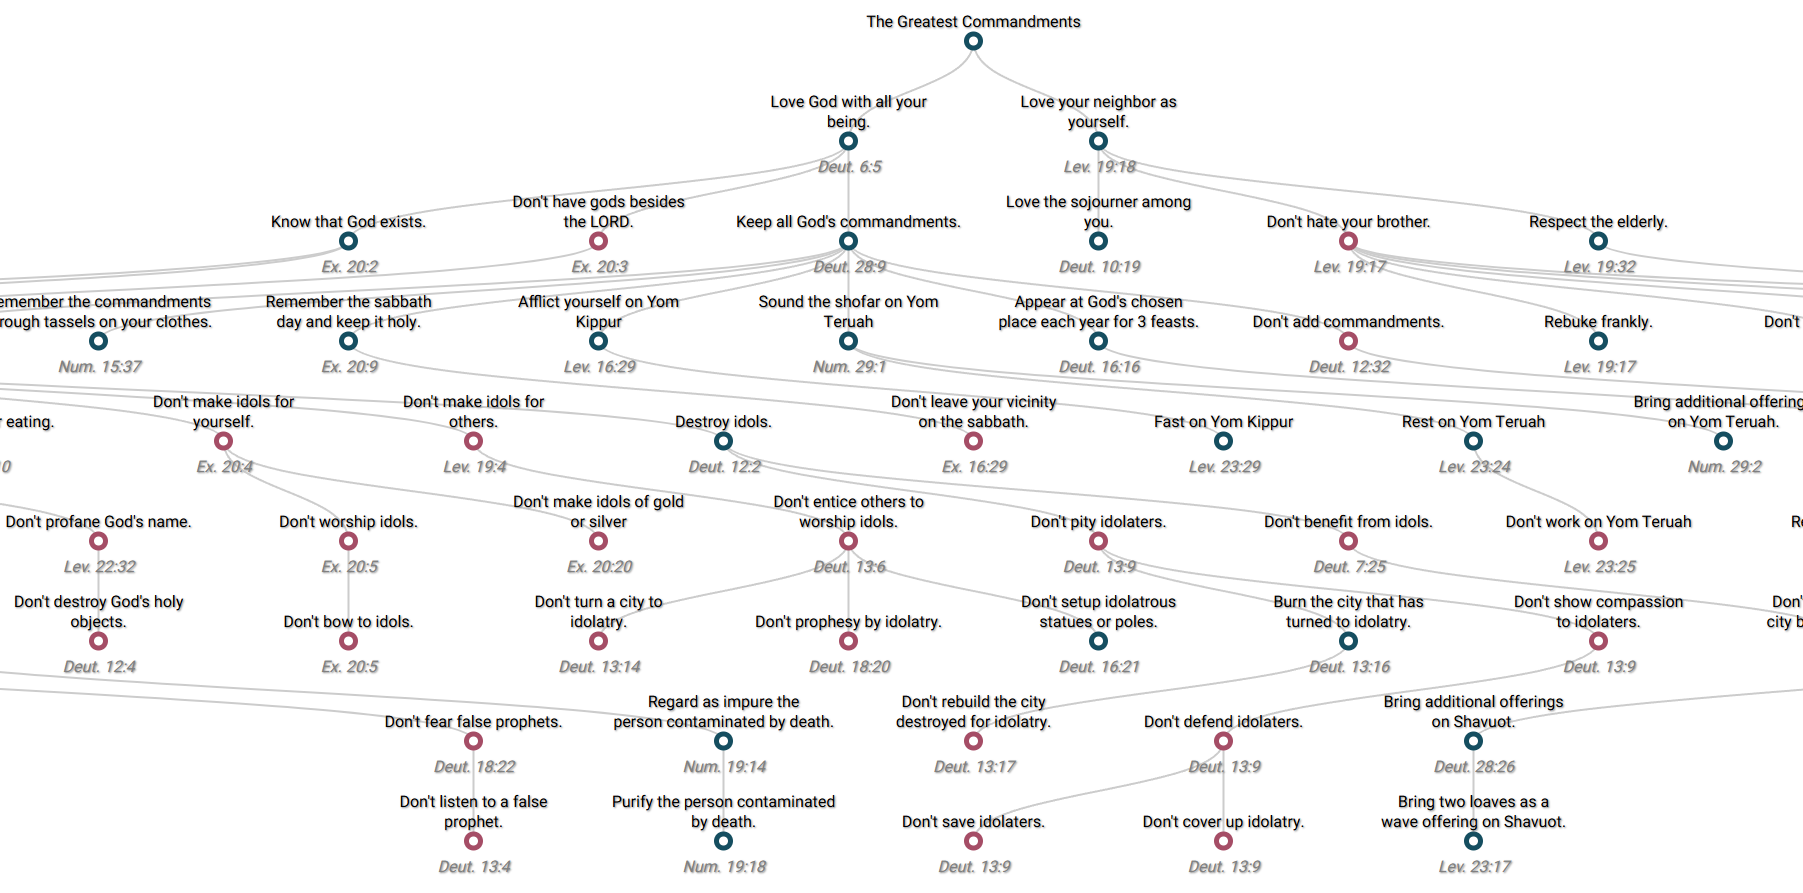 The Greatest Commandments
Love God with all your
being.
Deut. 6:5
Love your neighbor as
yourself.
Lev. 19:18
Know that God exists.
Ex. 20:2
Don't have gods besides
the LORD.
Ex. 20:3
Keep all God's commandments.
Deut. 28:9
Love the sojourner among
you.
Deut. 10:19
Don't hate your brother.
Lev. 19:17
Respect the elderly.
Lev. 19:32
emember the commandments
rough tassels on your clothes.
Num. 15:37
Remember the sabbath
day and keep it holy.
Ex. 20:9
Afflict yourself on Yom
Kippur
Lev. 16:29
Sound the shofar on Yom
Teruah
Num. 29:1
Appear at God's chosen
place each year for 3 feasts.
Deut. 16:16
Don't add commandments.
Deut. 12:32
Rebuke frankly.
Lev. 19:17
Don't
r eating.
10
Don't make idols for
yourself.
Ex. 20:4
Don't make idols for
others.
Lev. 19:4
Destroy idols.
Deut. 12:2
Don't leave your vicinity
on the sabbath.
Ex. 16:29
Fast on Yom Kippur
Lev. 23:29
Rest on Yom Teruah
Lev. 23:24
Bring additional offering
on Yom Teruah.
Num. 29:2
Don't profane God's name.
Lev. 22:32
Don't worship idols.
Ex. 20:5
Don't make idols of gold
or silver
Ex. 20:20
Don't entice others to
worship idols.
Deut. 13:6
Don't pity idolaters.
Deut. 13:9
Don't benefit from idols.
Deut. 7:25
Don't work on Yom Teruah
Lev. 23:25
Don't destroy God's holy
objects.
Deut. 12:4
Don't bow to idols.
Ex. 20:5
Don't turn a city to
idolatry.
Deut. 13:14
Don't prophesy by idolatry.
Deut. 18:20
Don't setup idolatrous
statues or poles.
Deut. 16:21
Burn the city that has
turned to idolatry.
Deut. 13:16
Don't show compassion
to idolaters.
Deut. 13:9
Don'
city b
Don't fear false prophets.
Deut. 18:22
Regard as impure the
person contaminated by death.
Num. 19:14
Don't rebuild the city
destroyed for idolatry.
Deut. 13:17
Don't defend idolaters.
Deut. 13:9
Bring additional offerings
on Shavuot.
Deut. 28:26
Don't listen to a false
prophet.
Deut. 13:4
Purify the person contaminated
by death.
Num. 19:18
Don't save idolaters.
Deut. 13:9
Don't cover up idolatry.
Deut. 13:9
Bring two loaves as a
wave offering on Shavuot.
Lev. 23:17